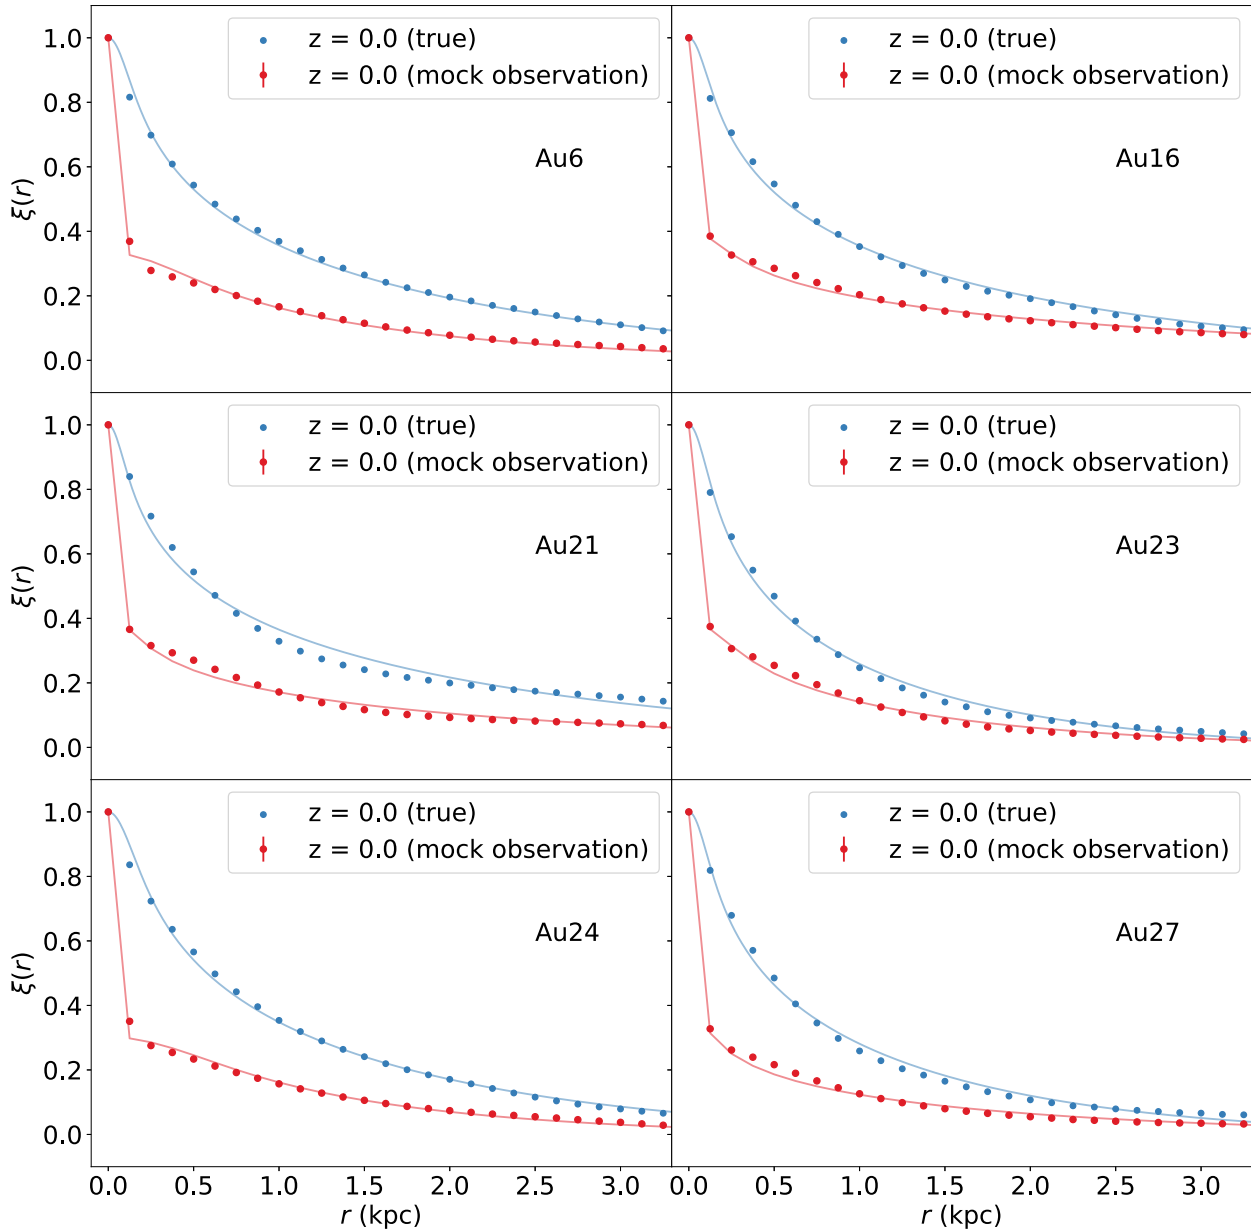 z = 0.0 (true)
z = 0.0 (mock observation)
Au6
1.0
0.8
0.6
0.4
0.2
0.0
ξ(r)
z = 0.0 (true)
z = 0.0 (mock observation)
Au16
z = 0.0 (true)
z = 0.0 (mock observation)
Au21
1.0
0.8
0.6
0.4
0.2
0.0
ξ(r)
z = 0.0 (true)
z = 0.0 (mock observation)
Au23
z = 0.0 (true)
z = 0.0 (mock observation)
Au24
1.0
0.8
0.6
0.4
0.2
0.0
ξ(r)
0.0 0.5 1.0 1.5 2.0 2.5 3.0
r (kpc)
z = 0.0 (true)
z = 0.0 (mock observation)
Au27
0.0 0.5 1.0 1.5 2.0 2.5 3.0
r (kpc)